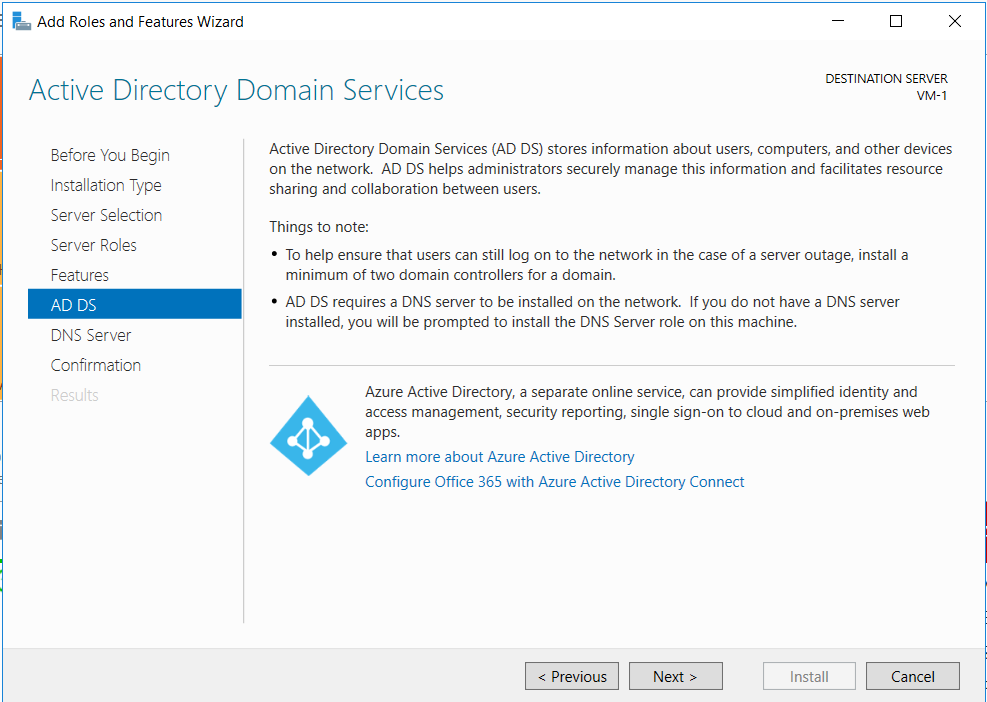 Add Roles and Features Wizard
Active Directory Domain Services
DESTINATION SERVER
VM-1
Before You Begin
Installation Type
Server Selection
Server Roles
Features
AD DS
DNS Server
Confirmation
Results
Active Directory Domain Services (AD DS) stores information about users, computers, and other devices
on the network.  AD DS helps administrators securely manage this information and facilitates resource
sharing and collaboration between users.
Things to note:
• To help ensure that users can still log on to the network in the case of a server outage, install a
minimum of two domain controllers for a domain.
• AD DS requires a DNS server to be installed on the network.  If you do not have a DNS server
installed, you will be prompted to install the DNS Server role on this machine.
Azure Active Directory, a separate online service, can provide simplified identity and
access management, security reporting, single sign-on to cloud and on-premises web
apps.
Learn more about Azure Active Directory
Configure Office 365 with Azure Active Directory Connect
< Previous
Next >
Install
Cancel